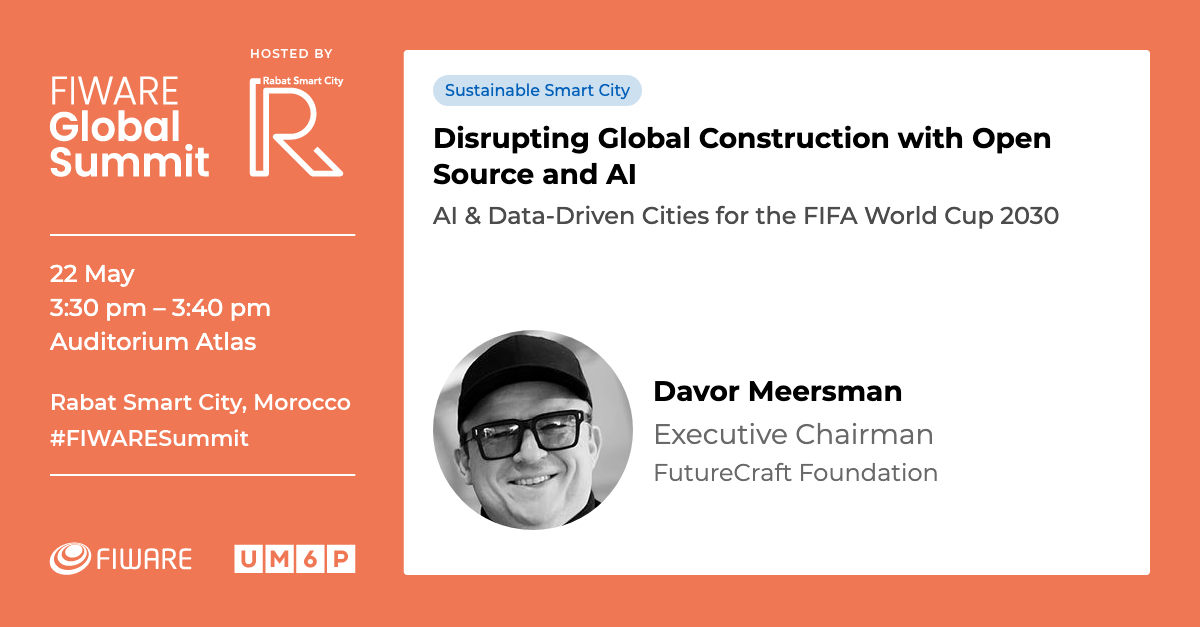 HOSTED BY
FIWARE
Global
Summit
Rabat Smart City
R
22 May
3:30 pm – 3:40 pm
Auditorium Atlas
Rabat Smart City, Morocco
#FIWARESummit
FIWARE
UM6P
Sustainable Smart City
Disrupting Global Construction with Open
Source and AI
AI & Data-Driven Cities for the FIFA World Cup 2030
Davor Meersman
Executive Chairman
FutureCraft Foundation